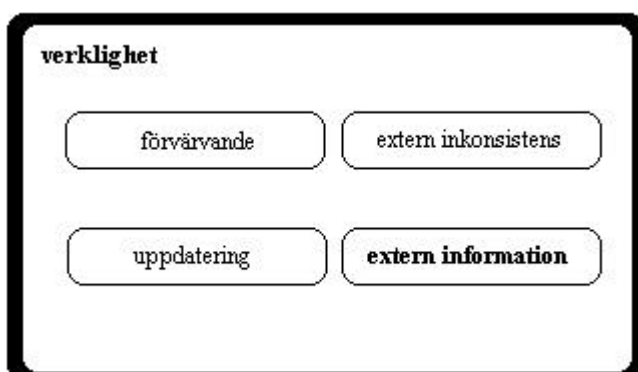 verklighet
förvärvande
extern inkonsistens
uppdatering
extern information